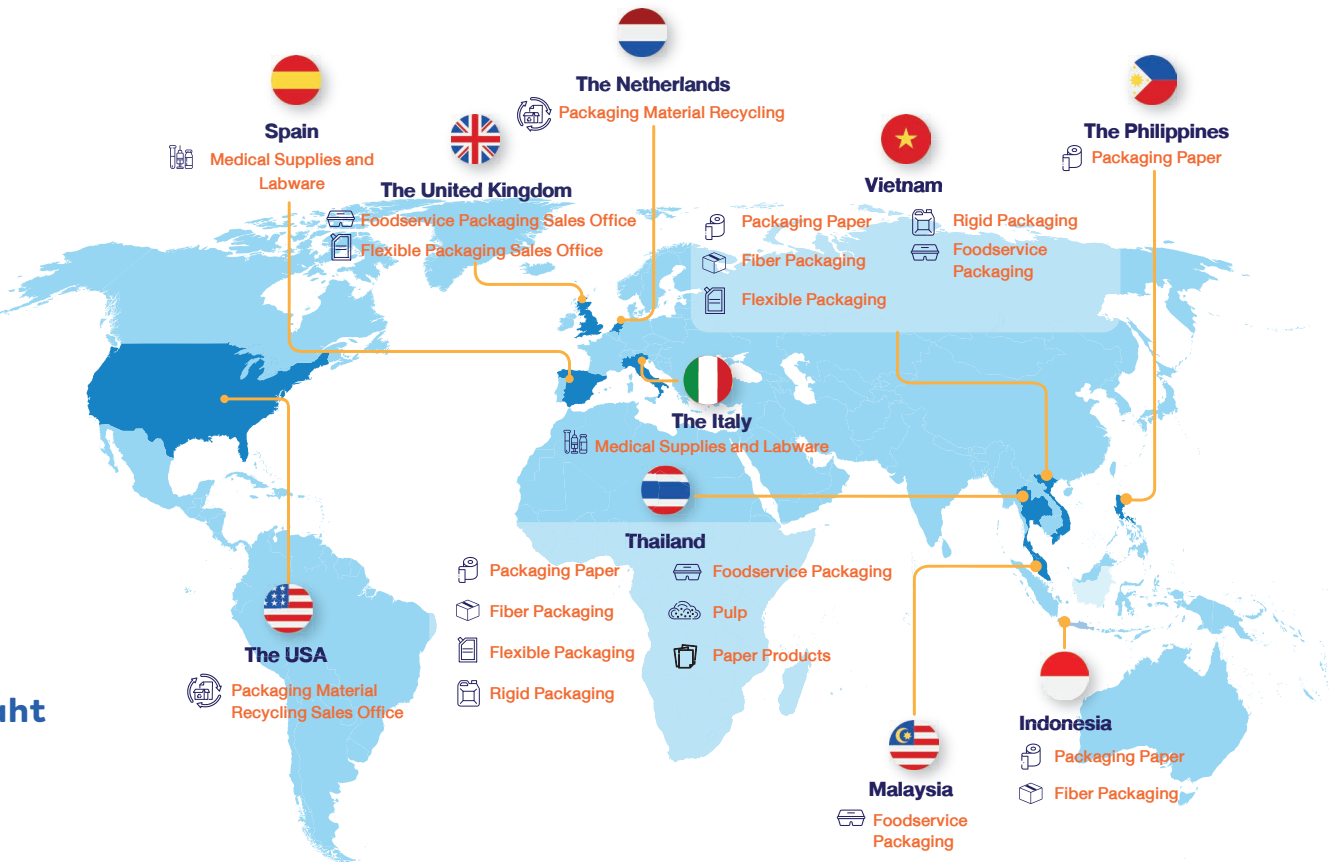 The Netherlands
Packaging Material Recycling
Spain
Medical Supplies and
Labware
The United Kingdom
Foodservice Packaging Sales Office
Flexible Packaging Sales Office
Vietnam
Packaging Paper
Fiber Packaging
Flexible Packaging
Rigid Packaging
Foodservice
Packaging
The Philippines
Packaging Paper
The Italy
Medical Supplies and Labware
Thailand
Packaging Paper
Fiber Packaging
Flexible Packaging
Rigid Packaging
Foodservice Packaging
Pulp
Paper Products
The USA
Packaging Material
Recycling Sales Office
Malaysia
Foodservice
Packaging
Indonesia
Packaging Paper
Fiber Packaging